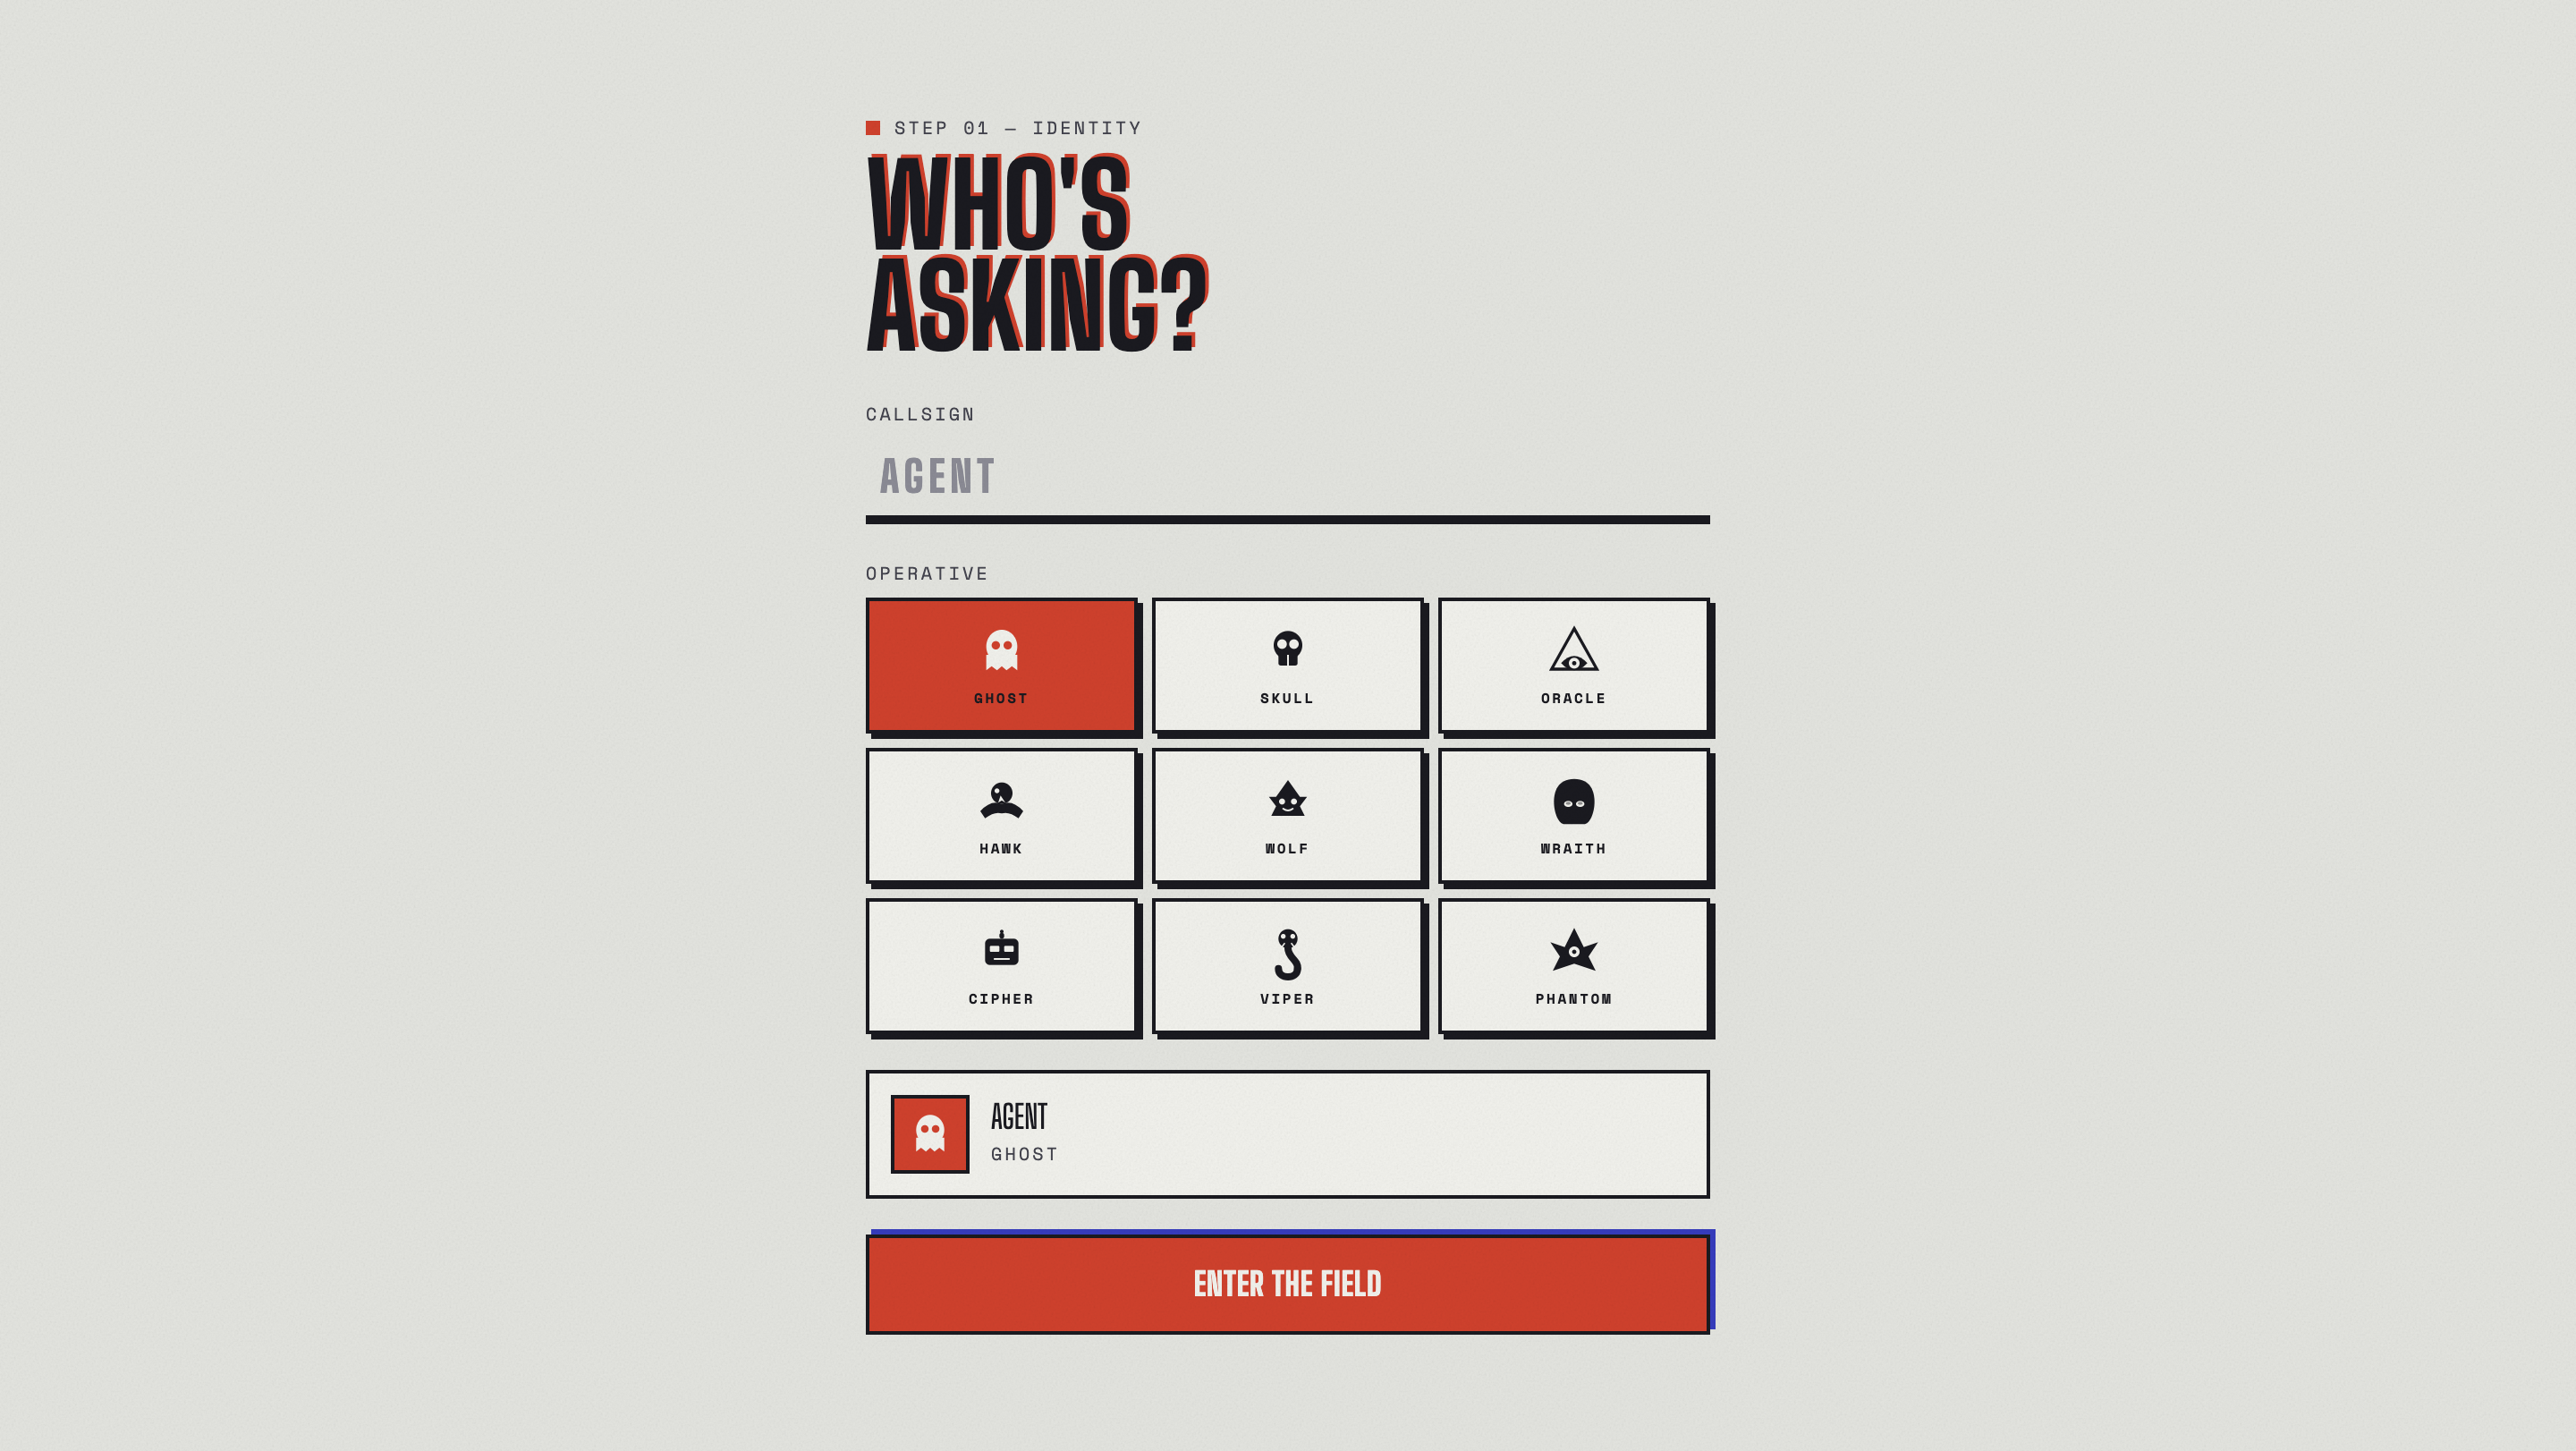 STEP 01 — IDENTITY
WHO'S
ASKING?
CALLSIGN
AGENT
OPERATIVE
GHOST
SKULL
ORACLE
HAWK
WOLF
WRAITH
CIPHER
VIPER
PHANTOM
AGENT
GHOST
ENTER THE FIELD